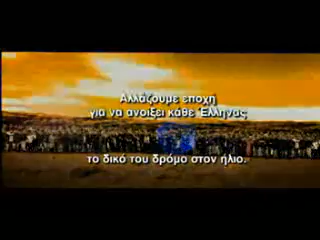 Αλλάζουμε εποχή
για να ανοίξει κάθε Έλληνας
το δικό του δρόμο στον ήλιο.